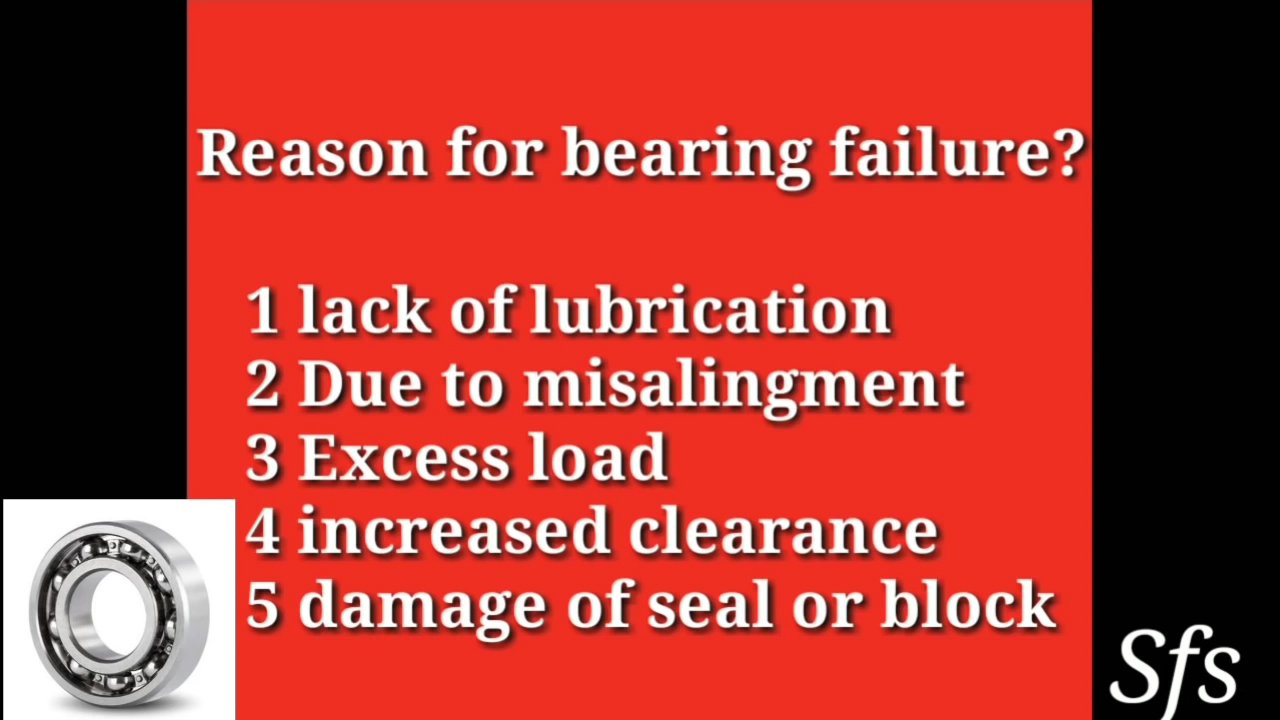 Reason for bearing failure?
1 lack of lubrication
2 Due to misalingment
3 Excess load
4 increased clearance
5 damage of seal or block
Sfs